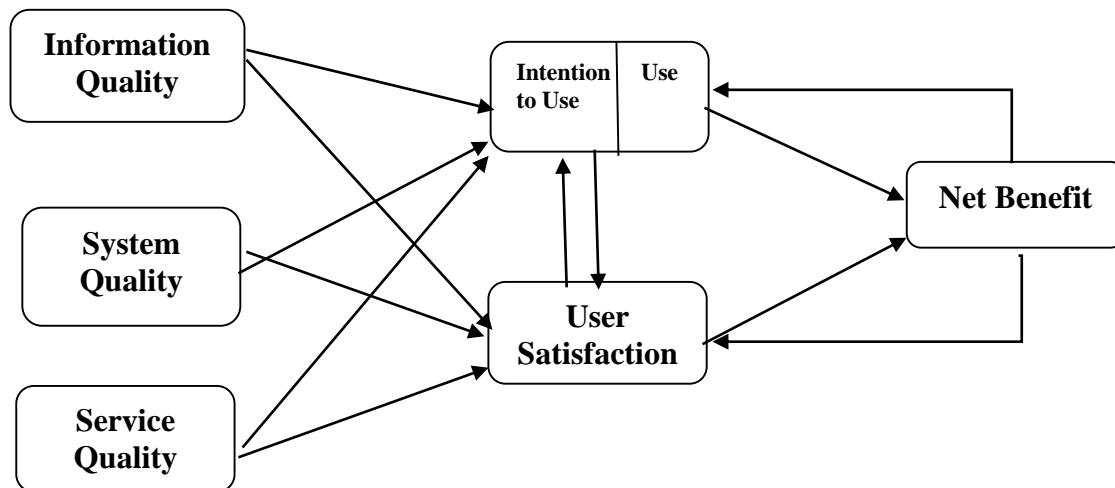 Information
Quality
Intention
to Use
Use
System
Quality
Net Benefit
User
Satisfaction
Service
Quality